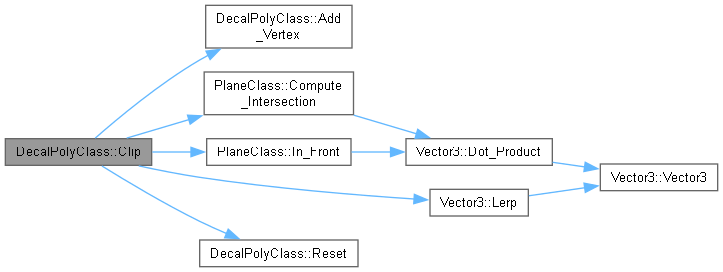 DecalPolyClass::Add
_Vertex
PlaneClass::Compute
_Intersection
DecalPolyClass::Clip
PlaneClass::In_Front
Vector3::Dot_Product
Vector3::Vector3
Vector3::Lerp
DecalPolyClass::Reset